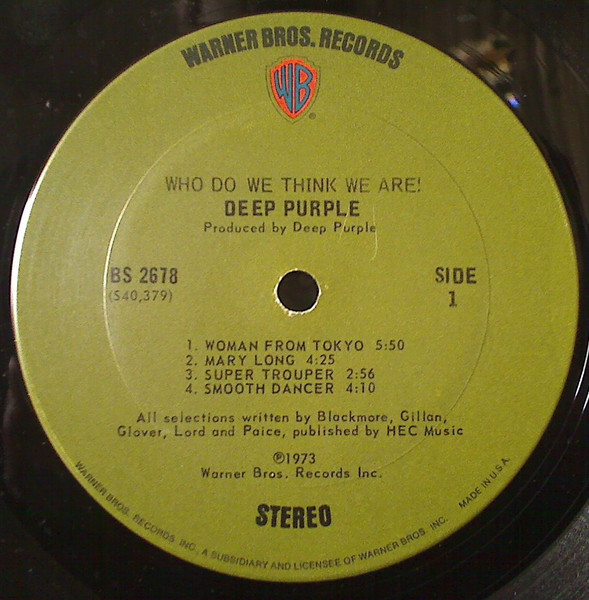 WARNER BROS. RECORDS
WB
®
WHO DO WE THINK WE ARE!
DEEP PURPLE
Produced by Deep Purple
BS 2678
(S40,379)
SIDE
1
1. WOMAN FROM TOKYO 5:50
2. MARY LONG 4:25
3. SUPER TROUPER 2:56
4. SMOOTH DANCER 4:10
All selections written by Blackmore, Gillan,
Glover, Lord and Paice, published by HEC Music
℗1973
Warner Bros. Records Inc.
STEREO
WARNER BROS. RECORDS INC., A SUBSIDIARY AND LICENSEE OF WARNER BROS. INC. MADE IN U.S.A.